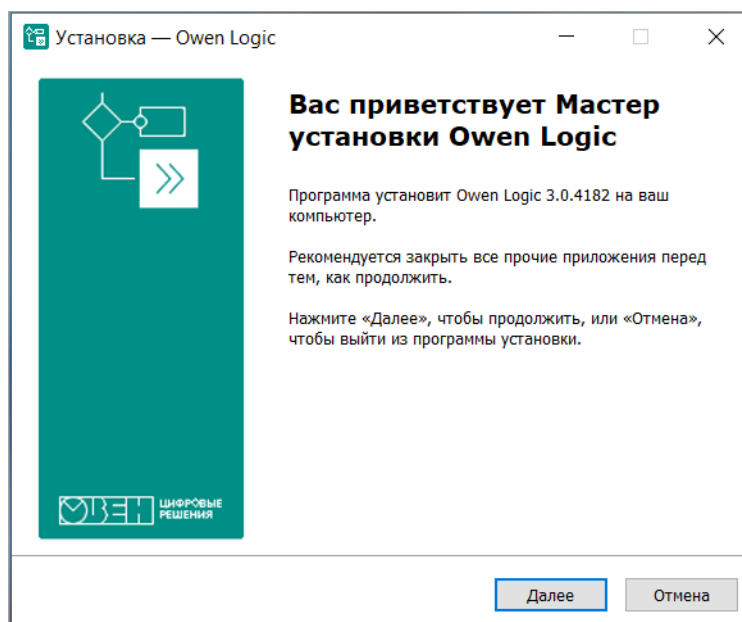 Установка — Owen Logic
Вас приветствует Мастер
установки Owen Logic
Программа установит Owen Logic 3.0.4182 на ваш
компьютер.
Рекомендуется закрыть все прочие приложения перед
тем, как продолжить.
Нажмите «Далее», чтобы продолжить, или «Отмена»,
чтобы выйти из программы установки.
ОВЕН ЦИФРОВЫЕ
РЕШЕНИЯ
Далее
Отмена